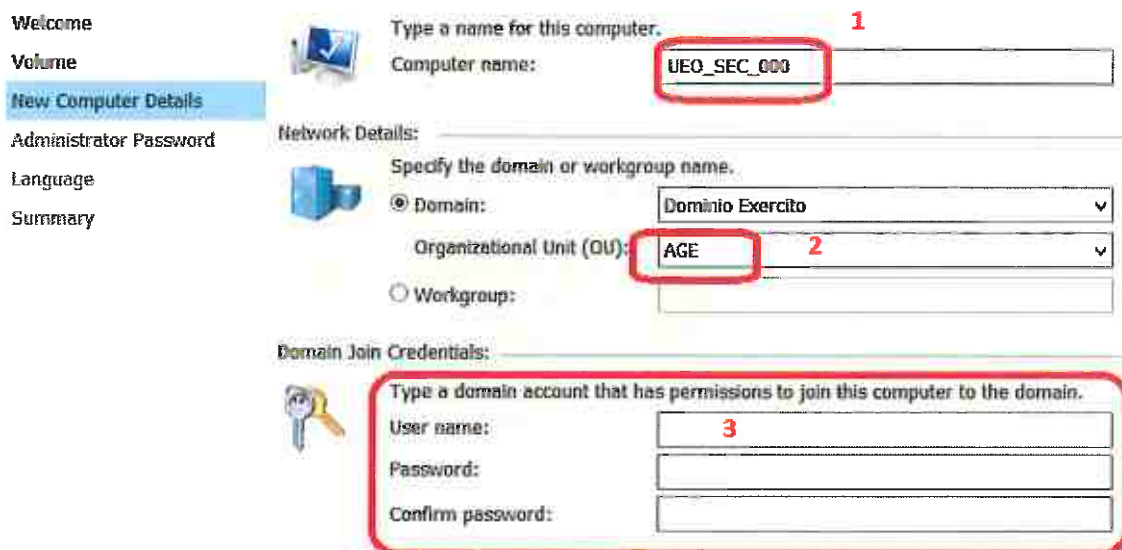 Welcome
Volume
New Computer Details
Administrator Password
Language
Summary
Type a name for this computer.
1
Computer name:
UEO_SEC_000
Network Details:
Specify the domain or workgroup name.
Domain:
Dominio Exercito
Organizational Unit (OU):
AGE
2
Workgroup:
Domain Join Credentials:
Type a domain account that has permissions to join this computer to the domain.
User name:
3
Password:
Confirm password: